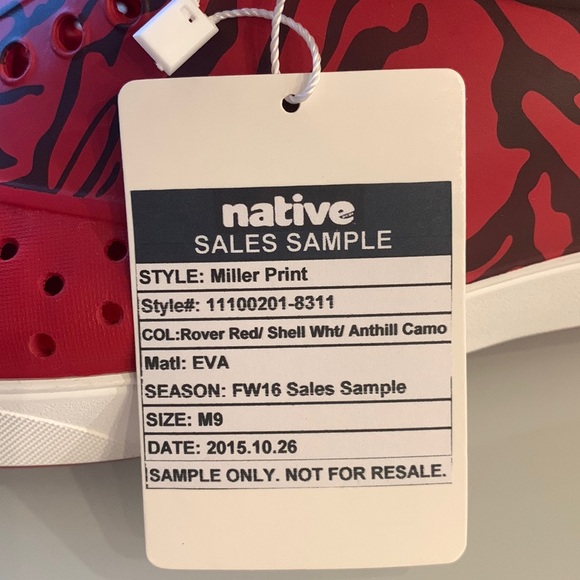 native
SALES SAMPLE
STYLE: Miller Print
Style#: 11100201-8311
COL:Rover Red/ Shell Wht/ Anthill Camo
Matl: EVA
SEASON: FW16 Sales Sample
SIZE: M9
DATE: 2015.10.26
SAMPLE ONLY. NOT FOR RESALE.